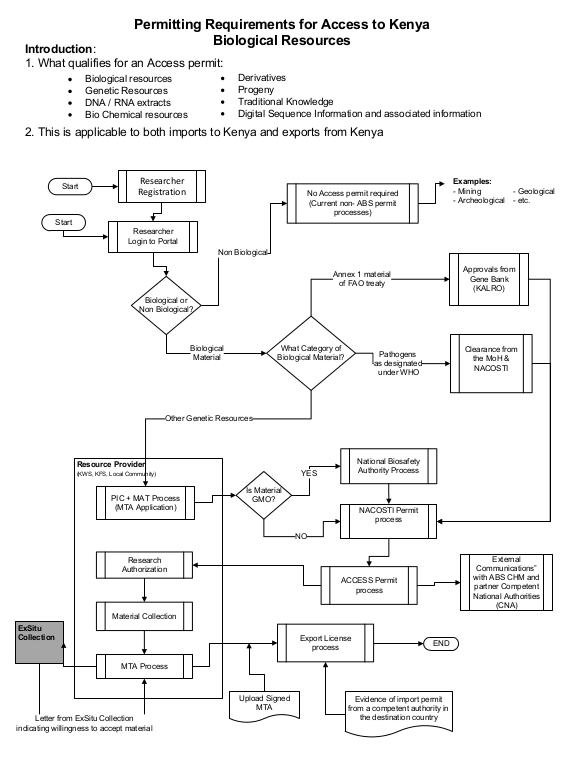 Permitting Requirements for Access to Kenya
Biological Resources
Introduction:
1. What qualifies for an Access permit:
• Biological resources
• Genetic Resources
• DNA / RNA extracts
• Bio Chemical resources
• Derivatives
• Progeny
• Traditional Knowledge
• Digital Sequence Information and associated information
2. This is applicable to both imports to Kenya and exports from Kenya
Start
Researcher
Registration
Start
Researcher
Login to Portal
No Access permit required
(Current non- ABS permit
processes)
Examples:
- Mining
- Archeological
- Geological
- etc.
Non Biological
Biological or
Non Biological?
Annex 1 material
of FAO treaty
Approvals from
Gene Bank
(KALRO)
Biological
Material
What Category of
Biological Material?
Pathogens
as designated
under WHO
Clearance from
the MoH &
NACOSTI
Other Genetic Resources
Resource Provider
(KWS, KFS, Local Community)
PIC + MAT Process
(MTA Application)
Is Material
GMO?
YES
National Biosafety
Authority Process
NO
NACOSTI Permit
process
Research
Authorization
ACCESS Permit
process
External
Communications"
with ABS CHM and
partner Competent
National Authorities
(CNA)
Material Collection
ExSitu
Collection
MTA Process
Export License
process
END
Upload Signed
MTA
Evidence of import permit
from a competent authority in
the destination country
Letter from ExSitu Collection
indicating willingness to accept material